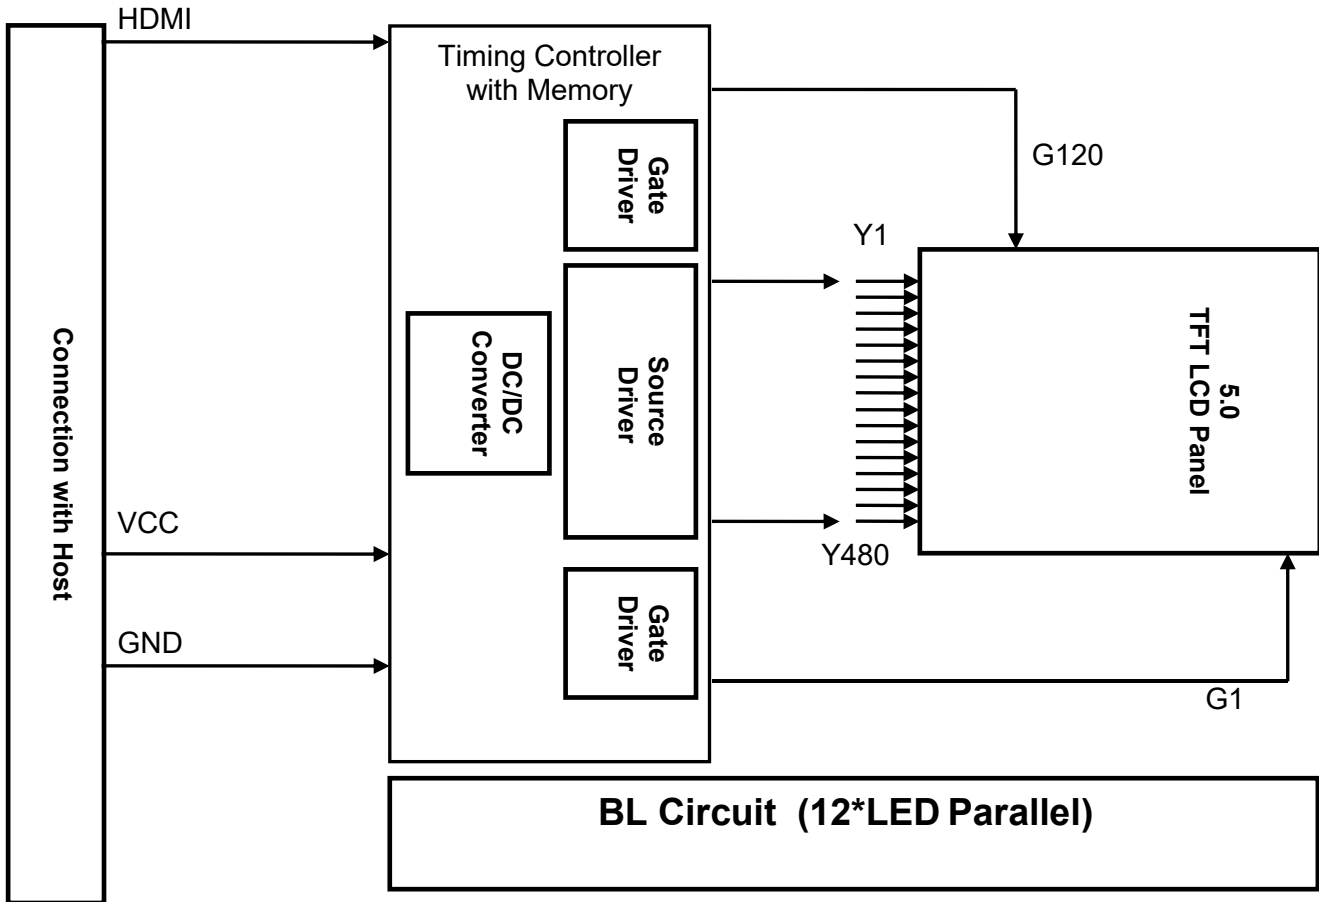 HDMI
Timing Controller
with Memory
Gate
Driver
G120
Y1
Connection with Host
DC/DC
Converter
Source
Driver
5.0
TFT LCD Panel
VCC
Y480
GND
Gate
Driver
G1
BL Circuit (12*LED Parallel)